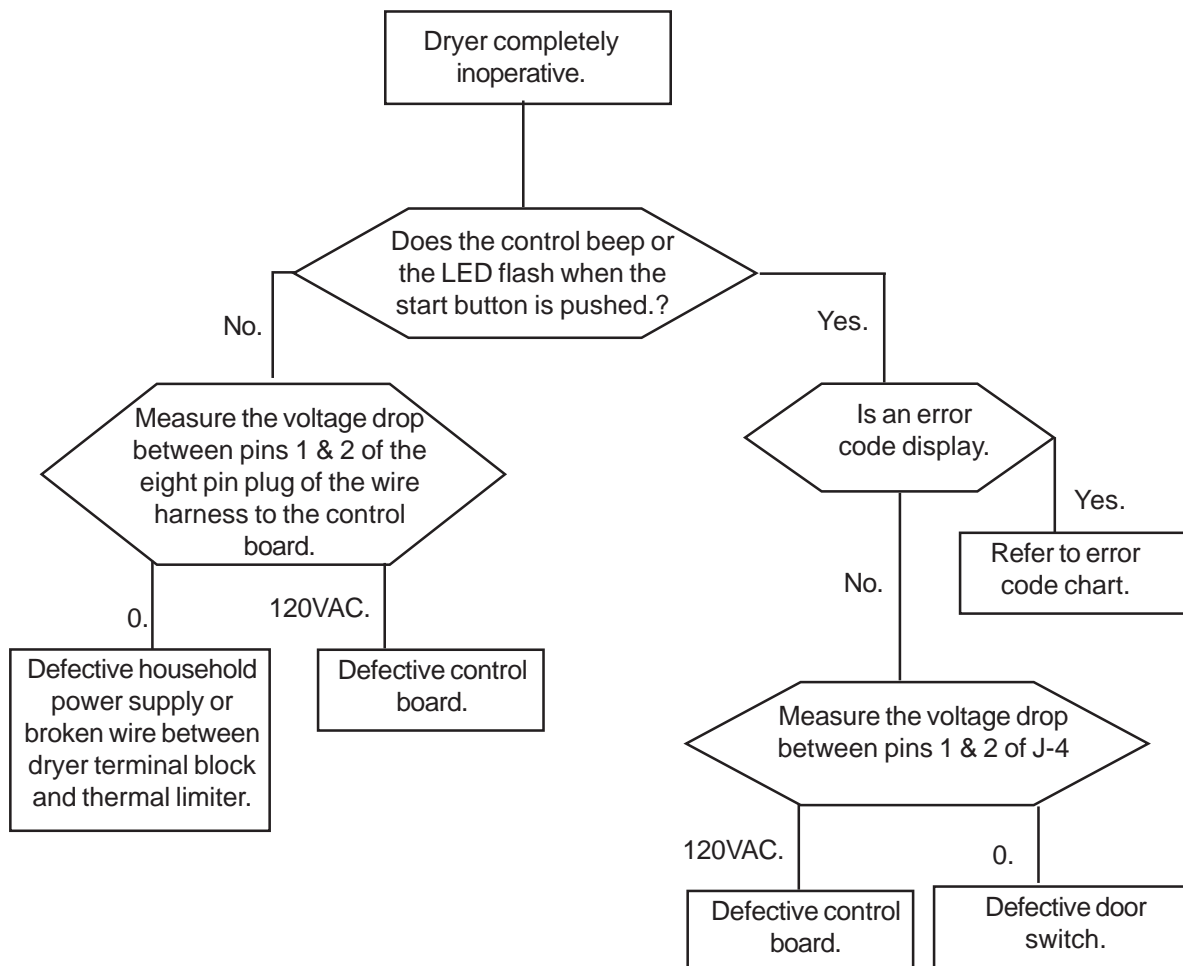 Dryer completely
inoperative.
Does the control beep or
the LED flash when the
start button is pushed.?
No.
Yes.
Measure the voltage drop
between pins 1 & 2 of the
eight pin plug of the wire
harness to the control
board.
Is an error
code display.
Yes.
Refer to error
code chart.
No.
0.
120VAC.
Defective household
power supply or
broken wire between
dryer terminal block
and thermal limiter.
Defective control
board.
Measure the voltage drop
between pins 1 & 2 of J-4
120VAC.
0.
Defective control
board.
Defective door
switch.